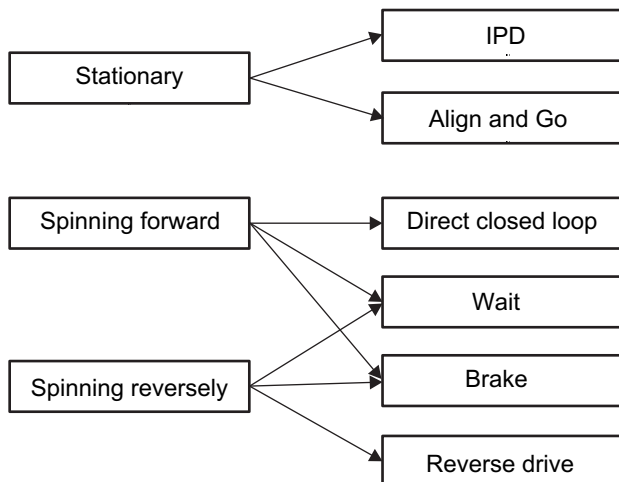 IPD
Stationary
Align and Go
Spinning forward
Direct closed loop
Wait
Spinning reversely
Brake
Reverse drive